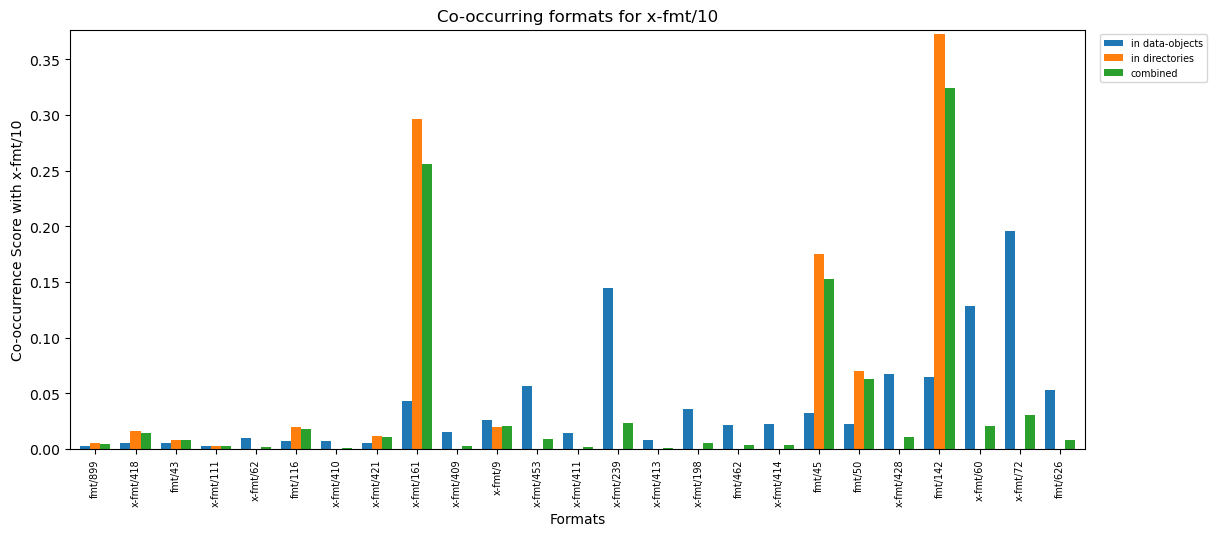 Co-occurring formats for x-fmt/10
in data-objects
in directories
combined
Co-occurrence Score with x-fmt/10
0.35
0.30
0.25
0.20
0.15
0.10
0.05
0.00
fmt/899
x-fmt/418
fmt/43
x-fmt/111
x-fmt/62
fmt/116
x-fmt/410
x-fmt/421
x-fmt/161
x-fmt/409
x-fmt/9
x-fmt/453
x-fmt/411
x-fmt/239
x-fmt/413
x-fmt/198
fmt/462
x-fmt/414
fmt/45
fmt/50
x-fmt/428
fmt/142
x-fmt/60
x-fmt/72
fmt/626
Formats